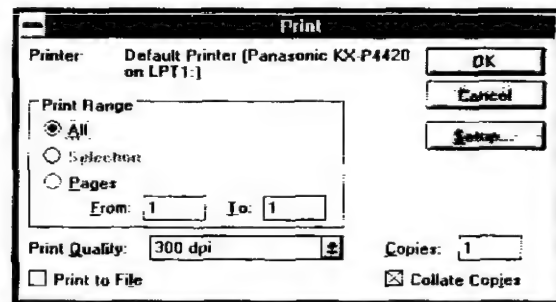 Print
Printer: Default Printer (Panasonic KX-P4420
on LPT1:)
OK
Cancel
Setup...
Print Range
All
Selection
Pages
From: 1 To: 1
Print Quality: 300 dpi
Copies: 1
Print to File
Collate Copies